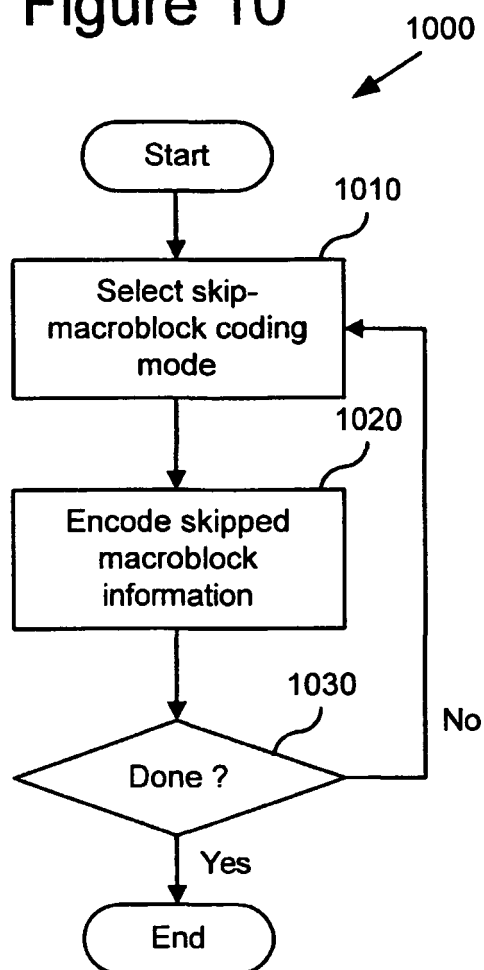 Figure 10
1000
Start
1010
Select skip-
macroblock coding
mode
1020
Encode skipped
macroblock
information
1030
Done ?
No
Yes
End